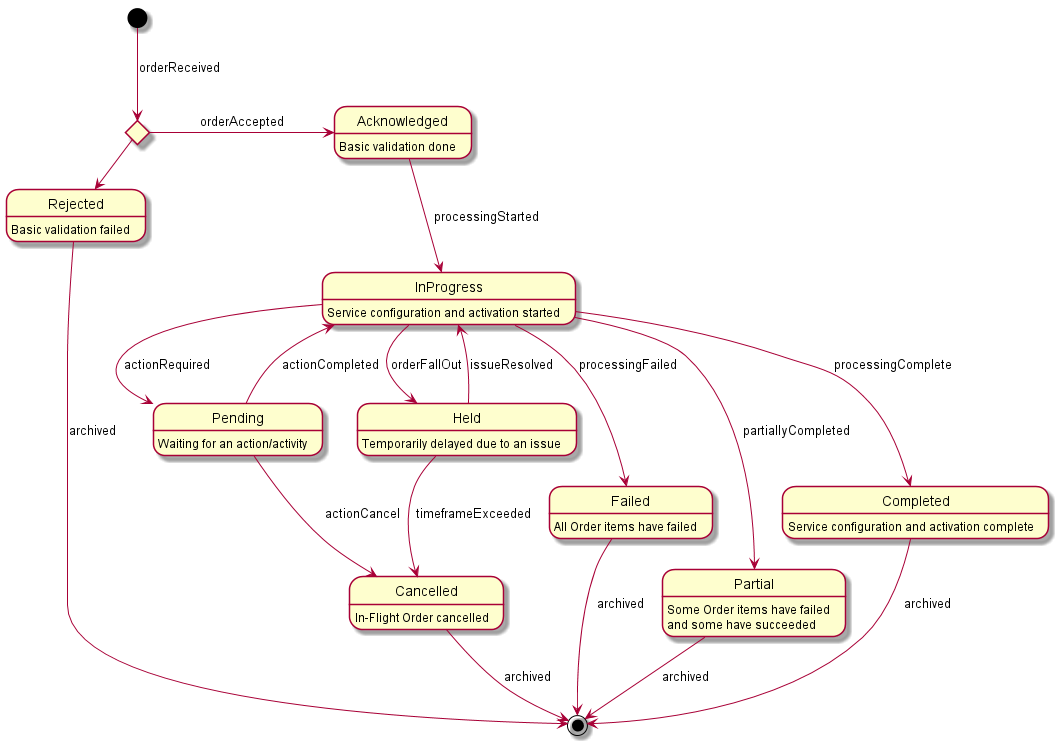 orderReceived
orderAccepted
Acknowledged
Basic validation done
Rejected
Basic validation failed
processingStarted
InProgress
Service configuration and activation started
actionRequired
actionCompleted
orderFallOut
issueResolved
processingFailed
processingComplete
Pending
Waiting for an action/activity
Held
Temporarily delayed due to an issue
archived
partiallyCompleted
Failed
All Order items have failed
Completed
Service configuration and activation complete
actionCancel
timeframeExceeded
Cancelled
In-Flight Order cancelled
Partial
Some Order items have failed
and some have succeeded
archived
archived
archived
archived